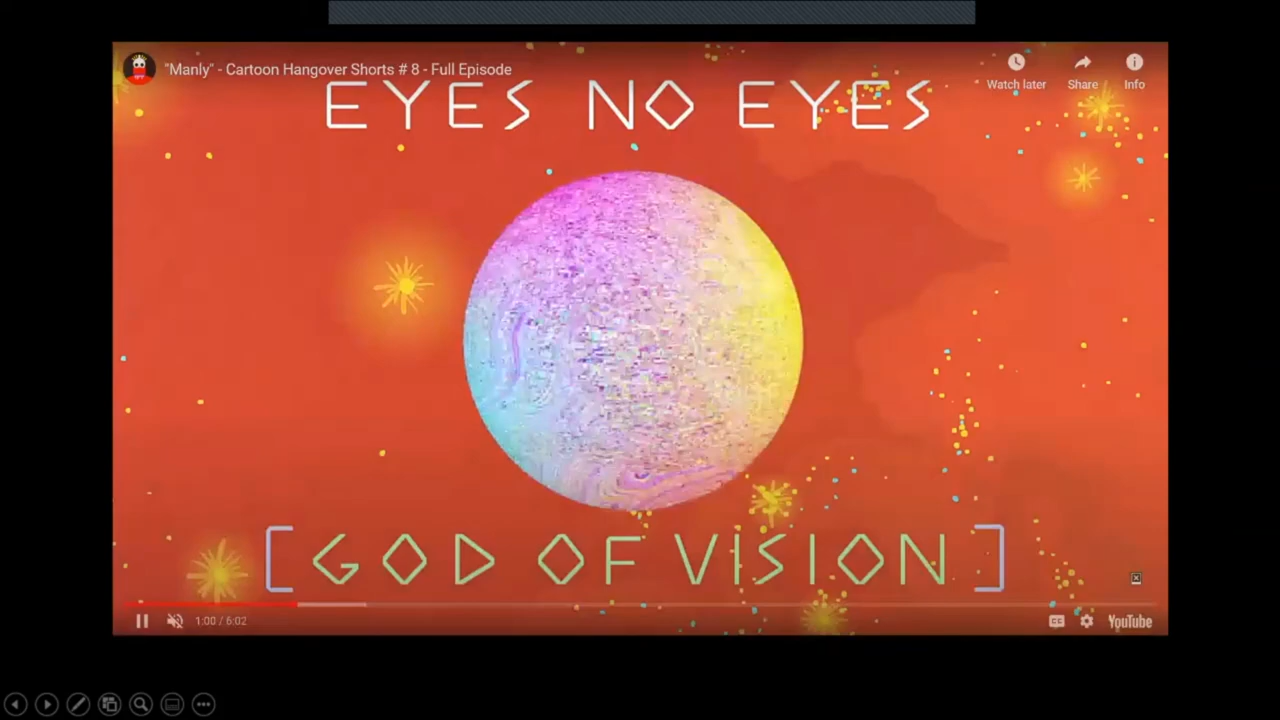 "Manly" - Cartoon Hangover Shorts # 8 - Full Episode
Watch later
Share
Info
EYES NO EYES
[GOD OF VISION]
1:00 / 6:02
CC
YouTube